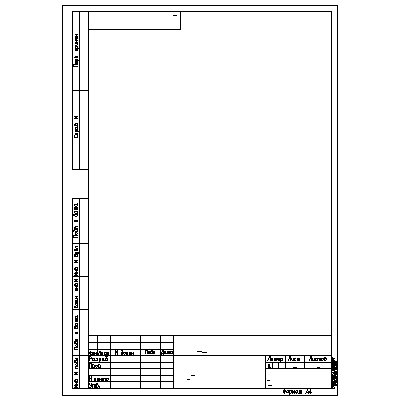 Перв. примен.
Справ. №
Подп. и дата
Инв. № дубл.
Взам. инв. №
Подп. и дата
Инв. № подл.
Изм. Лист № докум. Подп. Дата
Разраб.
Пров.
Н.контр.
Утв.
Литер Лист Листов
Формат А4